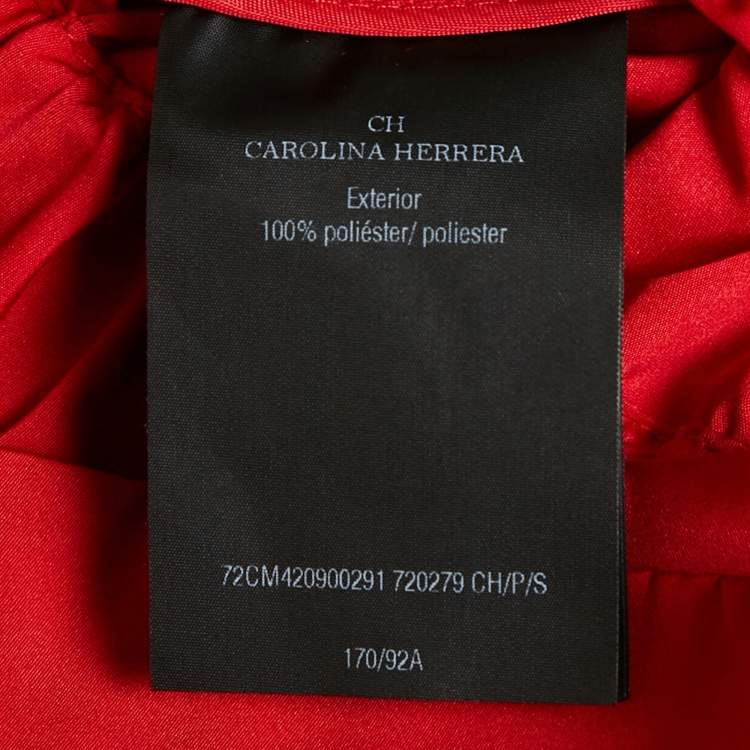 CH
CAROLINA HERRERA
Exterior
100% poliéster/ poliester
72CM420900291 720279 CH/P/S
170/92A